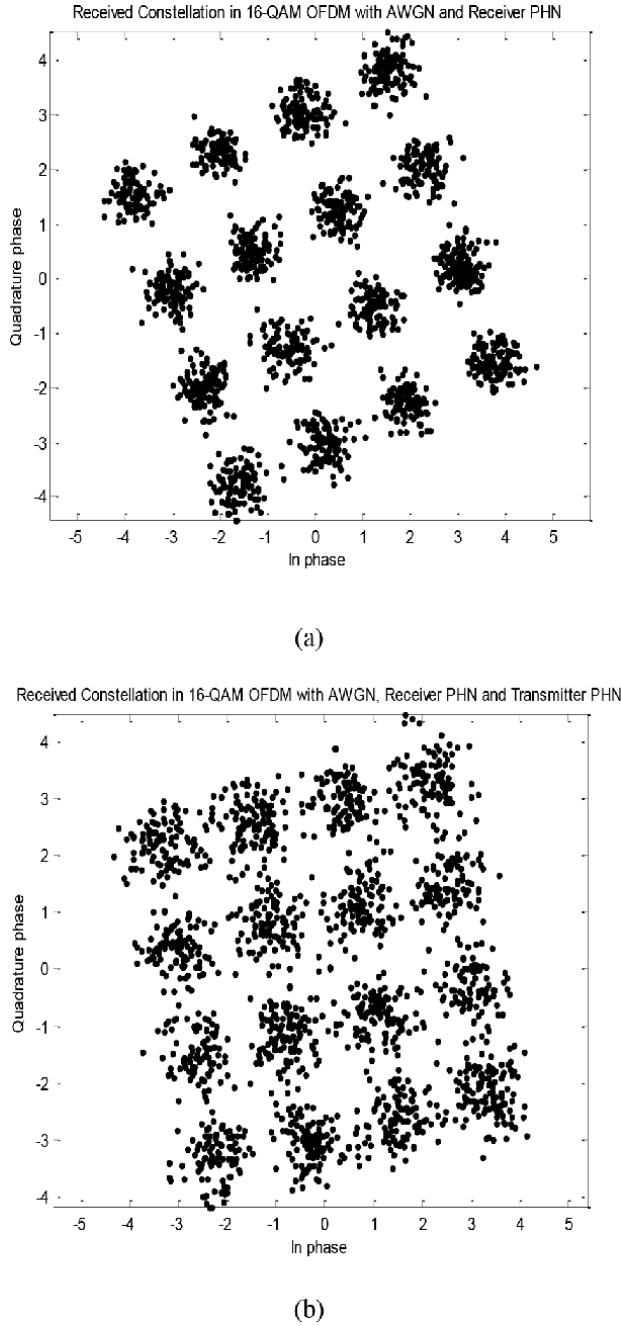 Received Constellation in 16-QAM OFDM with AWGN and Receiver PHN
4
3
2
1
0
-1
-2
-3
-4
Quadrature phase
-5 -4 -3 -2 -1 0 1 2 3 4 5
In phase
(a)
Received Constellation in 16-QAM OFDM with AWGN, Receiver PHN and Transmitter PHN
4
3
2
1
0
-1
-2
-3
-4
Quadrature phase
-5 -4 -3 -2 -1 0 1 2 3 4 5
In phase
(b)